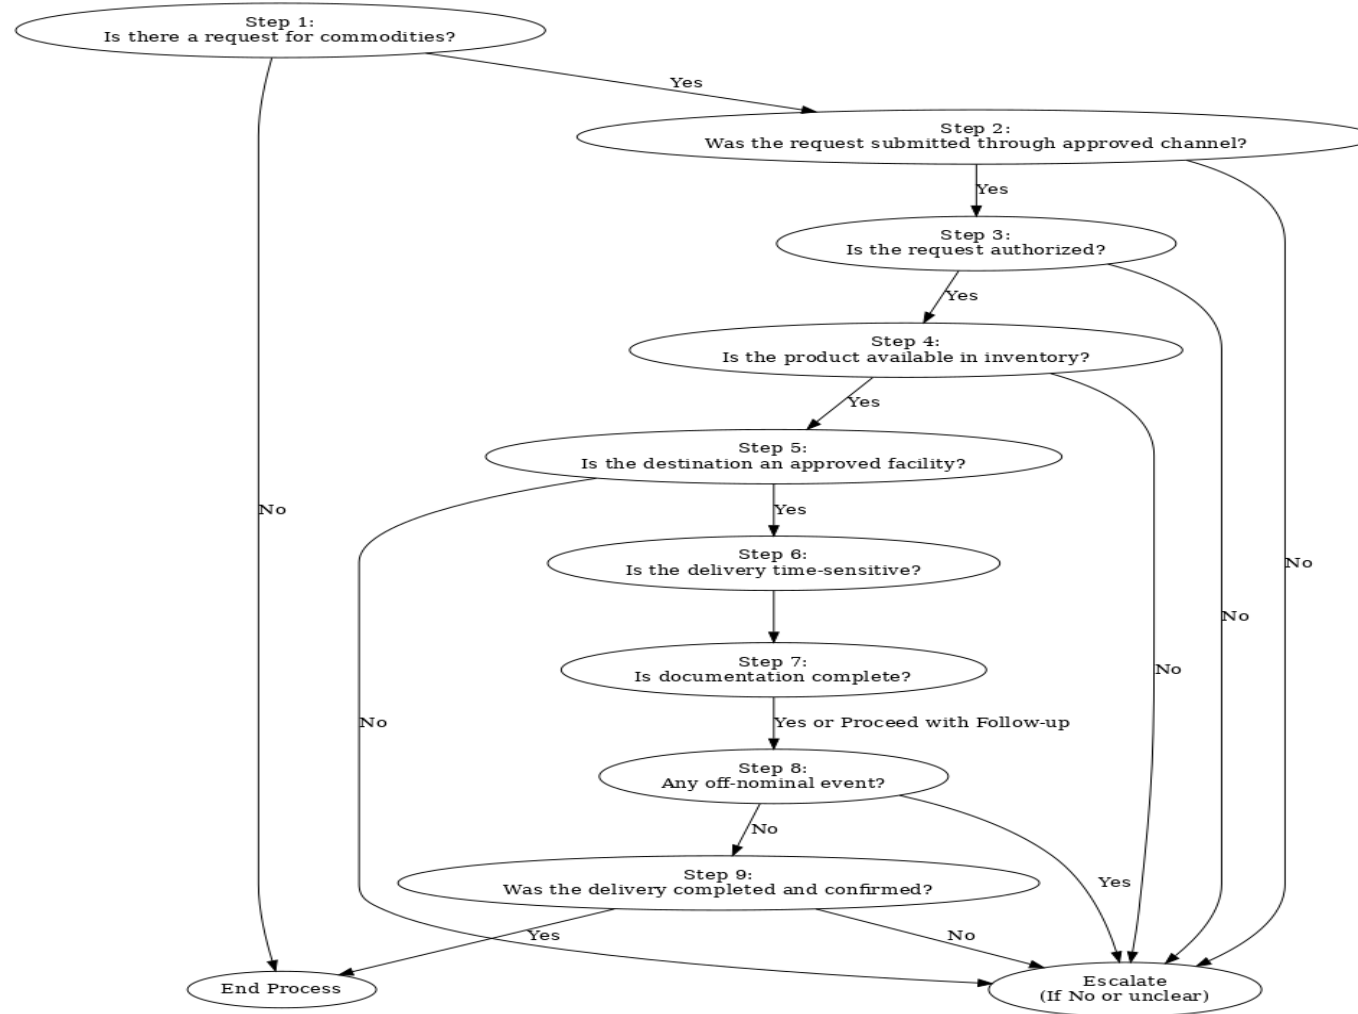 Step 1:
Is there a request for commodities?
Yes
Step 2:
Was the request submitted through approved channel?
Yes
Step 3:
Is the request authorized?
Yes
Step 4:
Is the product available in inventory?
Yes
Step 5:
Is the destination an approved facility?
No
Yes
Step 6:
Is the delivery time-sensitive?
No
No
Step 7:
Is documentation complete?
No
No
Yes or Proceed with Follow-up
Step 8:
Any off-nominal event?
No
Step 9:
Was the delivery completed and confirmed?
Yes
Yes
No
End Process
Escalate
(If No or unclear)